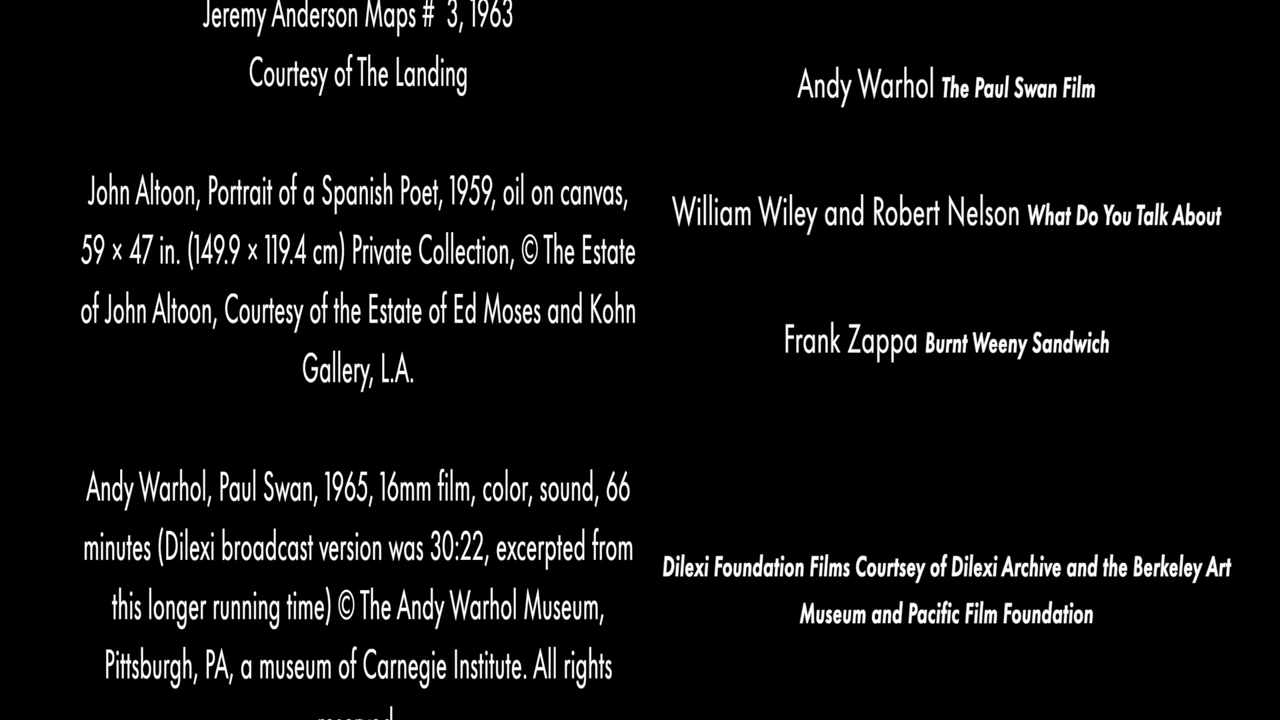 Jeremy Anderson Maps # 3, 1963
Courtesy of The Landing
John Altoon, Portrait of a Spanish Poet, 1959, oil on canvas,
59 × 47 in. (149.9 × 119.4 cm) Private Collection, © The Estate
of John Altoon, Courtesy of the Estate of Ed Moses and Kohn
Gallery, L.A.
Andy Warhol, Paul Swan, 1965, 16mm film, color, sound, 66
minutes (Dilexi broadcast version was 30:22, excerpted from
this longer running time) © The Andy Warhol Museum,
Pittsburgh, PA, a museum of Carnegie Institute. All rights
Andy Warhol The Paul Swan Film
William Wiley and Robert Nelson What Do You Talk About
Frank Zappa Burnt Weeny Sandwich
Dilexi Foundation Films Courtsey of Dilexi Archive and the Berkeley Art
Museum and Pacific Film Foundation